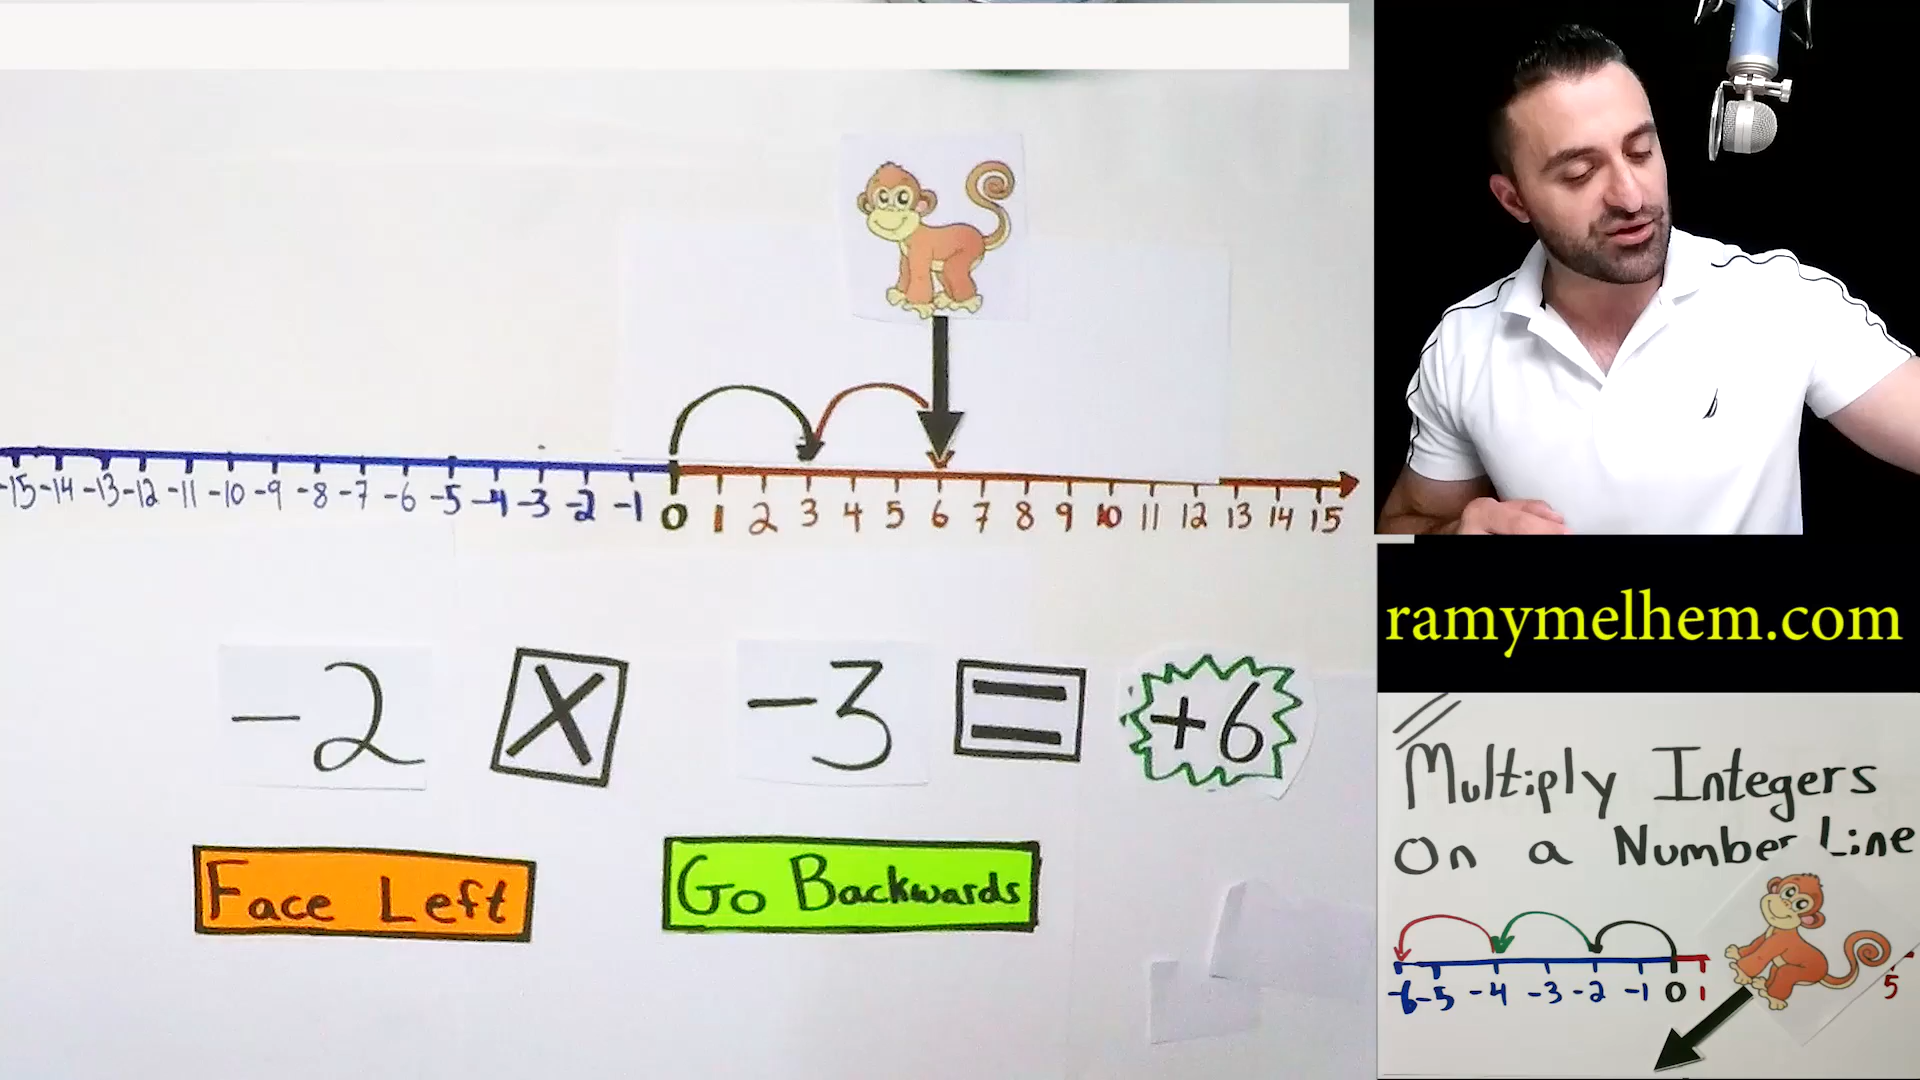 -15 -14 -13 -12 -11 -10 -9 -8 -7 -6 -5 -4 -3 -2 -1 0 1 2 3 4 5 6 7 8 9 10 11 12 13 14 15
-2 X -3 = +6
Face Left
Go Backwards
ramymelhem.com
Multiply Integers
On a Number Line
-6 -5 -4 -3 -2 -1 0 1 5